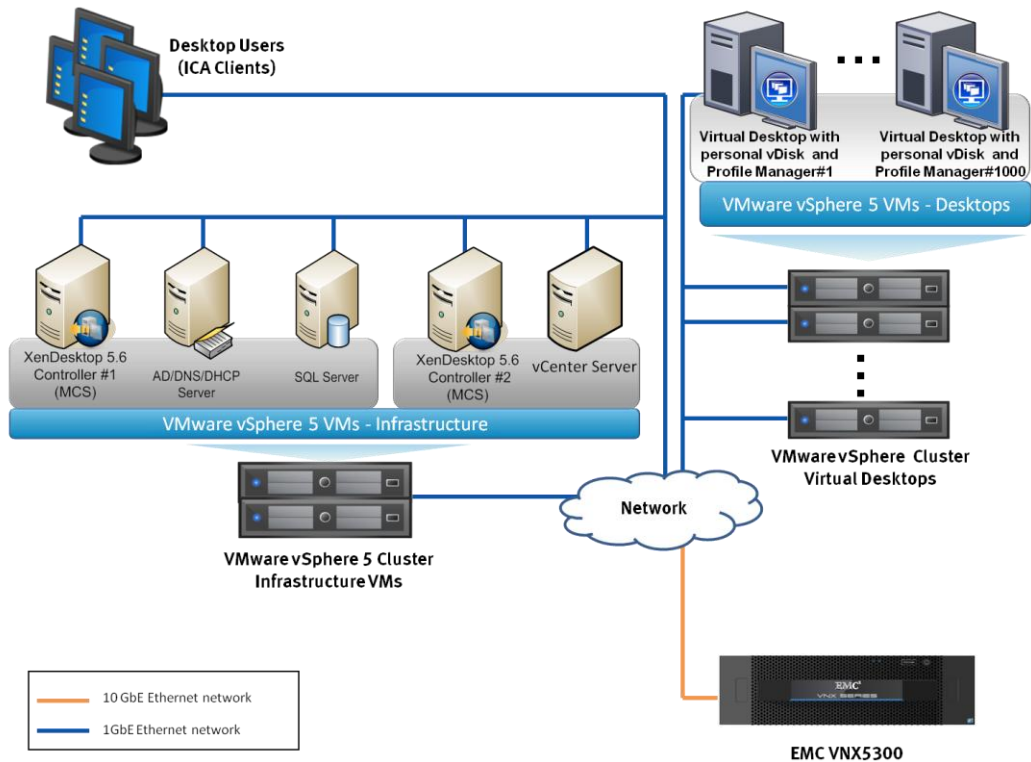 Desktop Users
(ICA Clients)
Virtual Desktop with
personal vDisk and
Profile Manager#1
Virtual Desktop with
personal vDisk and
Profile Manager#1000
VMware vSphere 5 VMs - Desktops
XenDesktop 5.6
Controller #1
(MCS)
AD/DNS/DHCP
Server
SQL Server
XenDesktop 5.6
Controller #2
(MCS)
vCenter Server
VMware vSphere 5 VMs - Infrastructure
VMware vSphere Cluster
Virtual Desktops
Network
VMware vSphere 5 Cluster
Infrastructure VMs
10 GbE Ethernet network
1GbE Ethernet network
EMC
VNX SERIES
EMC VNX5300